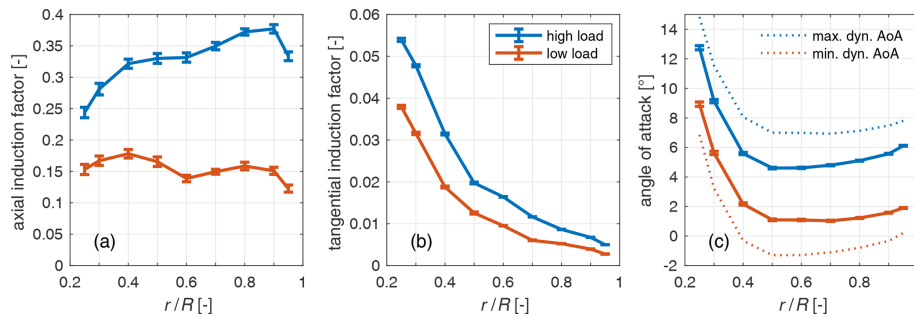 axial induction factor [-]
0.4
0.35
0.3
0.25
0.2
0.15
0.1
0.05
0
(a)
0.2 0.4 0.6 0.8 1
r/R [-]
tangential induction factor [-]
0.06
0.05
0.04
0.03
0.02
0.01
0
high load
low load
(b)
0.2 0.4 0.6 0.8 1
r/R [-]
angle of attack [°]
14
12
10
8
6
4
2
0
-2
max. dyn. AoA
min. dyn. AoA
(c)
0.2 0.4 0.6 0.8 1
r/R [-]